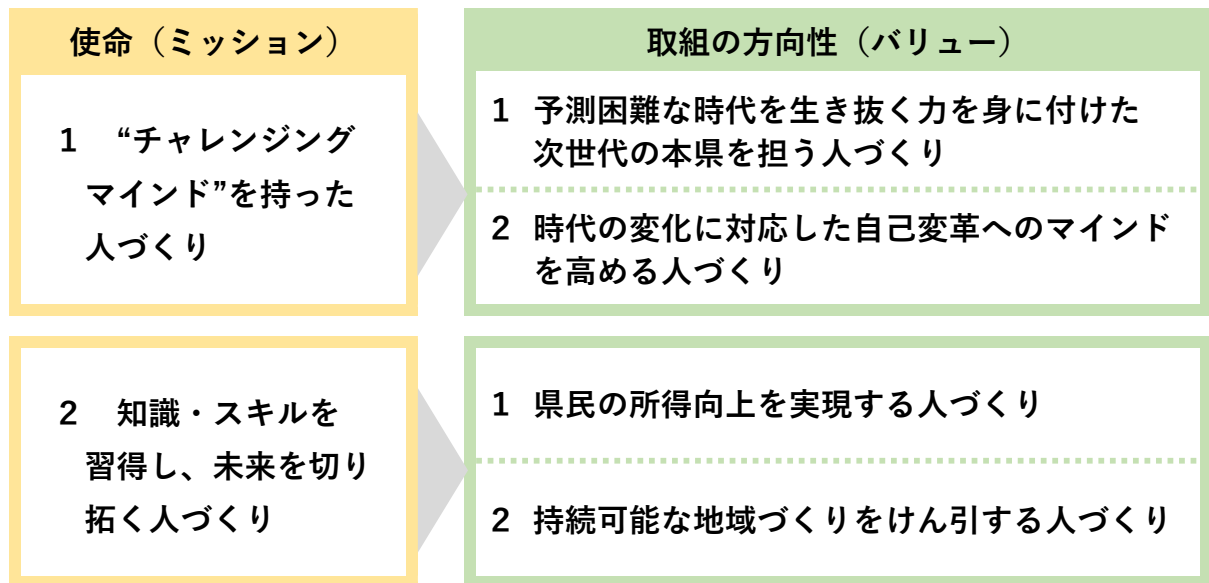 使命（ミッション）
1 “チャレンジング
マインド”を持った
人づくり
取組の方向性（バリュー）
1 予測困難な時代を生き抜く力を身に付けた
次世代の本県を担う人づくり
2 時代の変化に対応した自己変革へのマインド
を高める人づくり
2 知識・スキルを
習得し、未来を切り
拓く人づくり
1 県民の所得向上を実現する人づくり
2 持続可能な地域づくりをけん引する人づくり